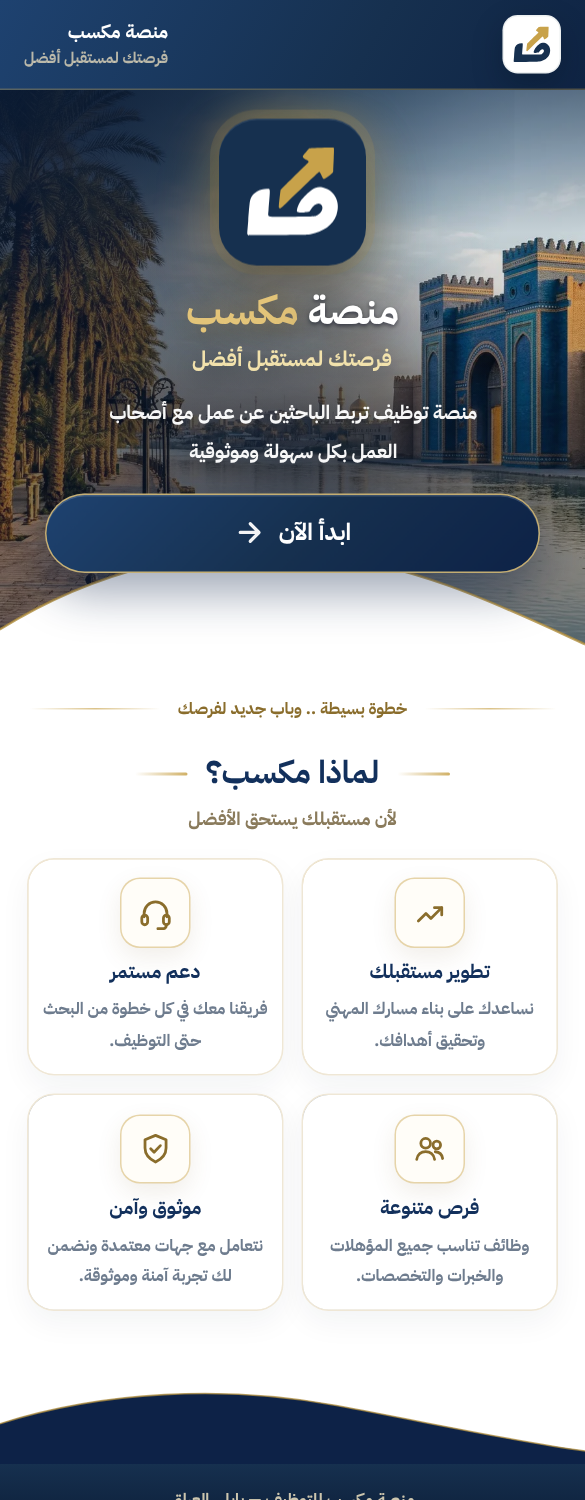 منصة مكسب
فرصتك لمستقبل أفضل
منصة مكسب
فرصتك لمستقبل أفضل
منصة توظيف تربط الباحثين عن عمل مع أصحاب
العمل بكل سهولة وموثوقية
ابدأ الآن
خطوة بسيطة .. وباب جديد لفرصك
لماذا مكسب؟
لأن مستقبلك يستحق الأفضل
تطوير مستقبلك
نساعدك على بناء مسارك المهني
وتحقيق أهدافك.
دعم مستمر
فريقنا معك في كل خطوة من البحث
حتى التوظيف.
فرص متنوعة
وظائف تناسب جميع المؤهلات
والخبرات والتخصصات.
موثوق وآمن
نتعامل مع جهات معتمدة ونضمن
لك تجربة آمنة وموثوقة.